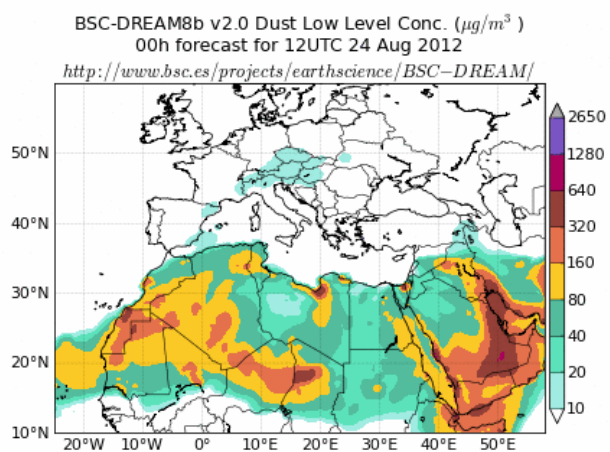 BSC-DREAM8b v2.0 Dust Low Level Conc. (μg/m³ )
00h forecast for 12UTC 24 Aug 2012
http://www.bsc.es/projects/earthscience/BSC−DREAM/
2650
50°N
1280
640
40°N
320
30°N
160
80
20°N
40
20
10°N
10
20°W 10°W 0° 10°E 20°E 30°E 40°E 50°E